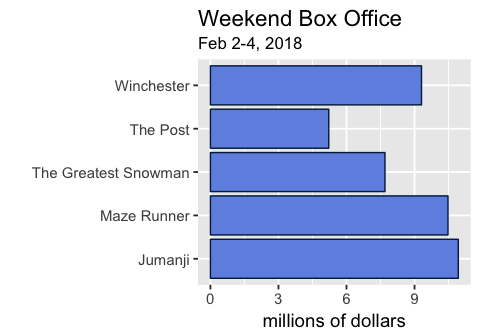 Weekend Box Office
Feb 2-4, 2018
Winchester
The Post
The Greatest Snowman
Maze Runner
Jumanji
0 3 6 9
millions of dollars